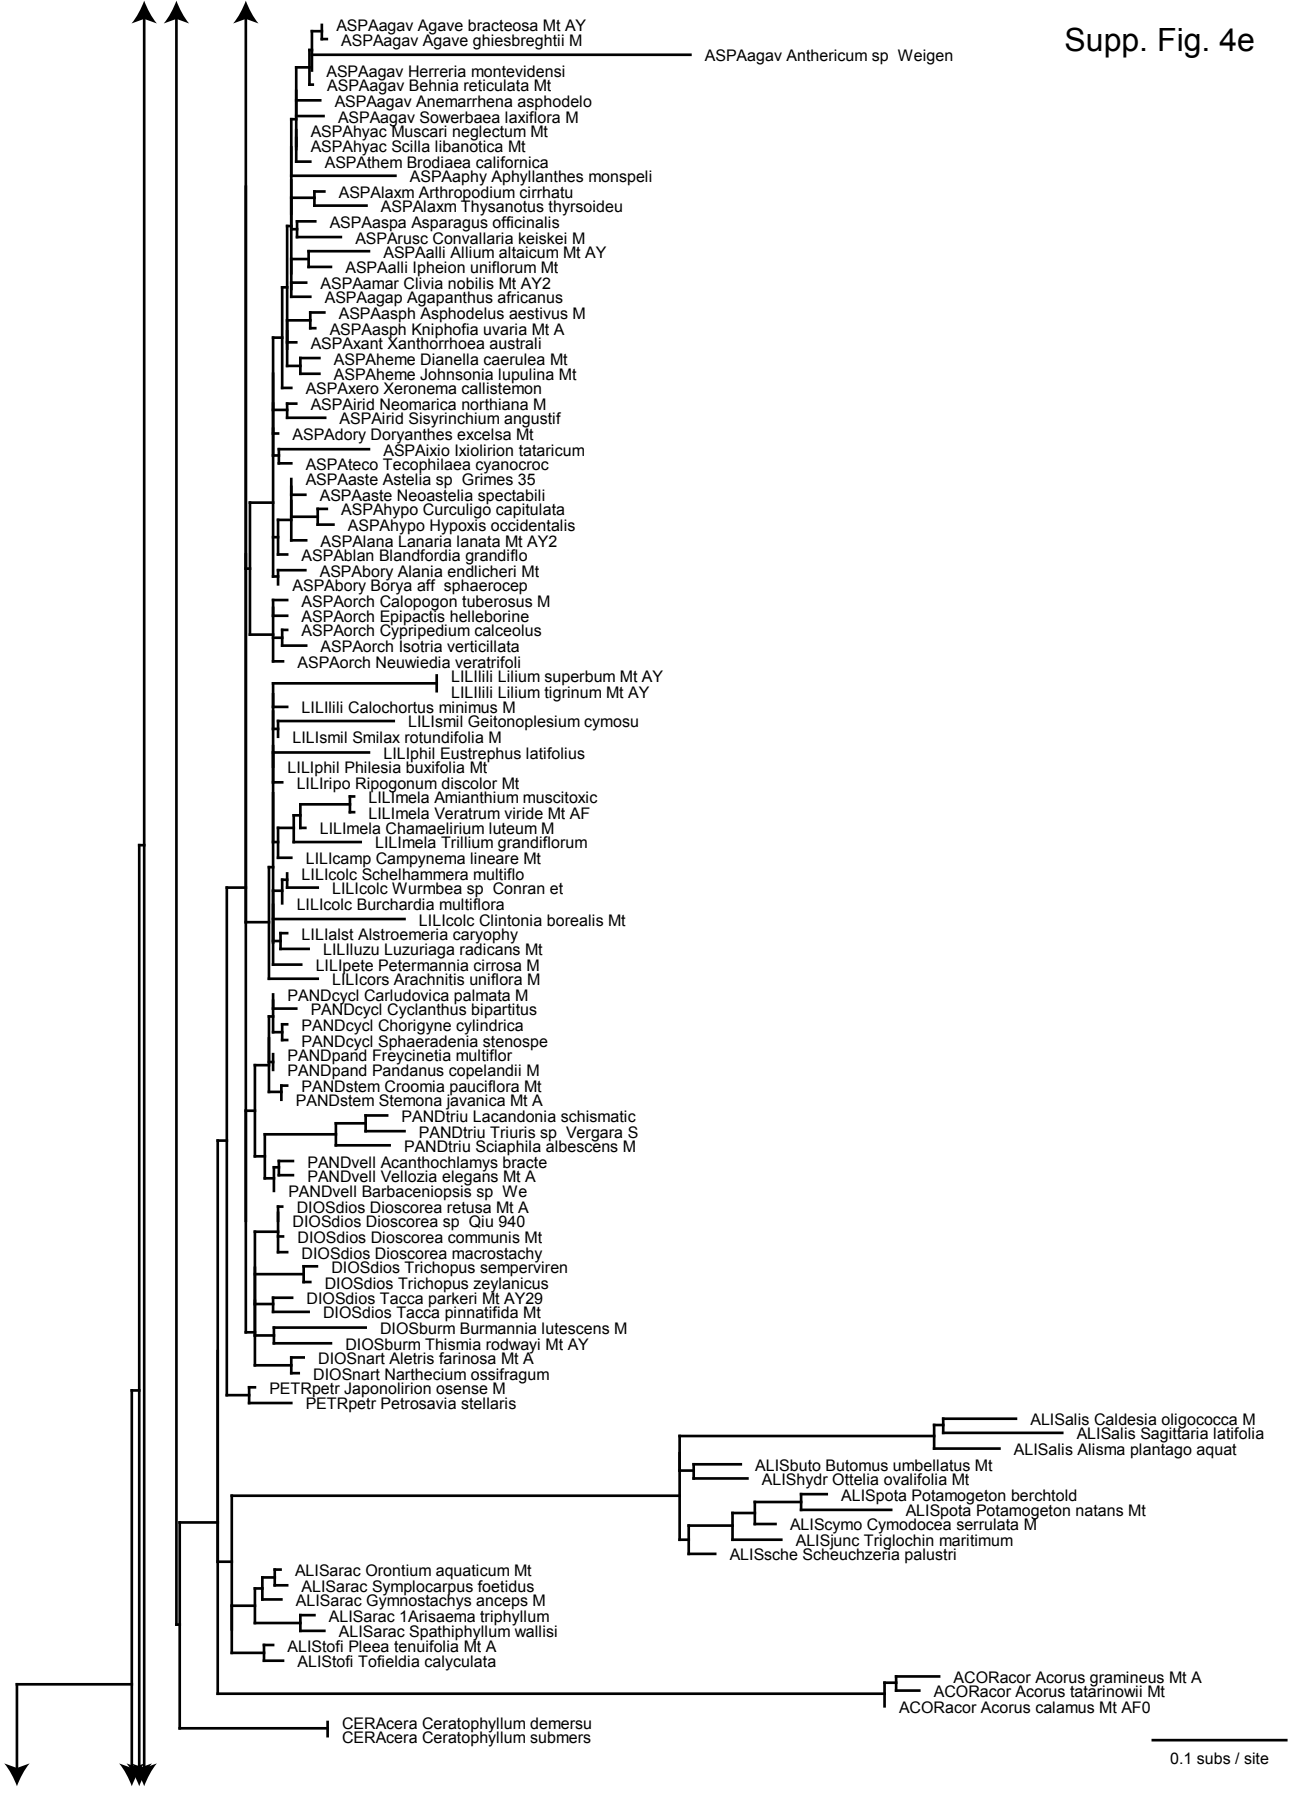 Supp. Fig. 4e
ASPAagav Agave bracteosa Mt AY
ASPAagav Agave ghiesbreghtii M
ASPAagav Anthericum sp Weigen
ASPAagav Herreria montevidensi
ASPAagav Behnia reticulata Mt
ASPAagav Anemarrhena asphodelo
ASPAagav Sowerbaea laxiflora M
ASPAhyac Muscari neglectum Mt
ASPAhyac Scilla libanotica Mt
ASPAthem Brodiaea californica
ASPAaphy Aphyllanthes monspeli
ASPAlaxm Arthropodium cirrhatu
ASPAlaxm Thysanotus thyrsoideu
ASPAaspa Asparagus officinalis
ASPArusc Convallaria keiskei M
ASPAalli Allium altaicum Mt AY
ASPAalli Ipheion uniflorum Mt
ASPAamar Clivia nobilis Mt AY2
ASPAagap Agapanthus africanus
ASPAasph Asphodelus aestivus M
ASPAasph Kniphofia uvaria Mt A
ASPAxant Xanthorrhoea australi
ASPAheme Dianella caerulea Mt
ASPAheme Johnsonia lupulina Mt
ASPAxero Xeronema callistemon
ASPAirid Neomarica northiana M
ASPAirid Sisyrinchium angustif
ASPAdory Doryanthes excelsa Mt
ASPAixio Ixiolirion tataricum
ASPAteco Tecophilaea cyanocroc
ASPAaste Astelia sp Grimes 35
ASPAaste Neoastelia spectabili
ASPAhypo Curculigo capitulata
ASPAhypo Hypoxis occidentalis
ASPAlana Lanaria lanata Mt AY2
ASPAblan Blandfordia grandiflo
ASPAbory Alania endlicheri Mt
ASPAbory Borya aff sphaerocep
ASPAorch Calopogon tuberosus M
ASPAorch Epipactis helleborine
ASPAorch Cypripedium calceolus
ASPAorch Isotria verticillata
ASPAorch Neuwiedia veratrifoli
LILIlili Lilium superbum Mt AY
LILIlili Lilium tigrinum Mt AY
LILIlili Calochortus minimus M
LILIsmil Geitonoplesium cymosu
LILIsmil Smilax rotundifolia M
LILIphil Eustrephus latifolius
LILIphil Philesia buxifolia Mt
LILIripo Ripogonum discolor Mt
LILImela Amianthium muscitoxic
LILImela Veratrum viride Mt AF
LILImela Chamaelirium luteum M
LILImela Trillium grandiflorum
LILIcamp Campynema lineare Mt
LILIcolc Schelhammera multiflo
LILIcolc Wurmbea sp Conran et
LILIcolc Burchardia multiflora
LILIcolc Clintonia borealis Mt
LILIalst Alstroemeria caryophy
LILIluzu Luzuriaga radicans Mt
LILIpete Petermannia cirrosa M
LILIcors Arachnitis uniflora M
PANDcycl Carludovica palmata M
PANDcycl Cyclanthus bipartitus
PANDcycl Chorigyne cylindrica
PANDcycl Sphaeradenia stenospe
PANDpand Freycinetia multiflor
PANDpand Pandanus copelandii M
PANDstem Croomia pauciflora Mt
PANDstem Stemona javanica Mt A
PANDtriu Lacandonia schismatic
PANDtriu Triuris sp Vergara S
PANDtriu Sciaphila albescens M
PANDvell Acanthochlamys bracte
PANDvell Vellozia elegans Mt A
PANDvell Barbaceniopsis sp We
DIOSdios Dioscorea retusa Mt A
DIOSdios Dioscorea sp Qiu 940
DIOSdios Dioscorea communis Mt
DIOSdios Dioscorea macrostachy
DIOSdios Trichopus semperviren
DIOSdios Trichopus zeylanicus
DIOSdios Tacca parkeri Mt AY29
DIOSdios Tacca pinnatifida Mt
DIOSburm Burmannia lutescens M
DIOSburm Thismia rodwayi Mt AY
DIOSnart Aletris farinosa Mt A
DIOSnart Narthecium ossifragum
PETRpetr Japonolirion osense M
PETRpetr Petrosavia stellaris
ALISalis Caldesia oligococca M
ALISalis Sagittaria latifolia
ALISalis Alisma plantago aquat
ALISbuto Butomus umbellatus Mt
ALIShydr Ottelia ovalifolia Mt
ALISpota Potamogeton berchtold
ALISpota Potamogeton natans Mt
ALIScymo Cymodocea serrulata M
ALISjunc Triglochin maritimum
ALISsche Scheuchzeria palustri
ALISarac Orontium aquaticum Mt
ALISarac Symplocarpus foetidus
ALISarac Gymnostachys anceps M
ALISarac 1Arisaema triphyllum
ALISarac Spathiphyllum wallisi
ALIStofi Pleea tenuifolia Mt A
ALIStofi Tofieldia calyculata
ACORacor Acorus gramineus Mt A
ACORacor Acorus tatarinowii Mt
ACORacor Acorus calamus Mt AF0
CERAcera Ceratophyllum demersu
CERAcera Ceratophyllum submers
0.1 subs / site